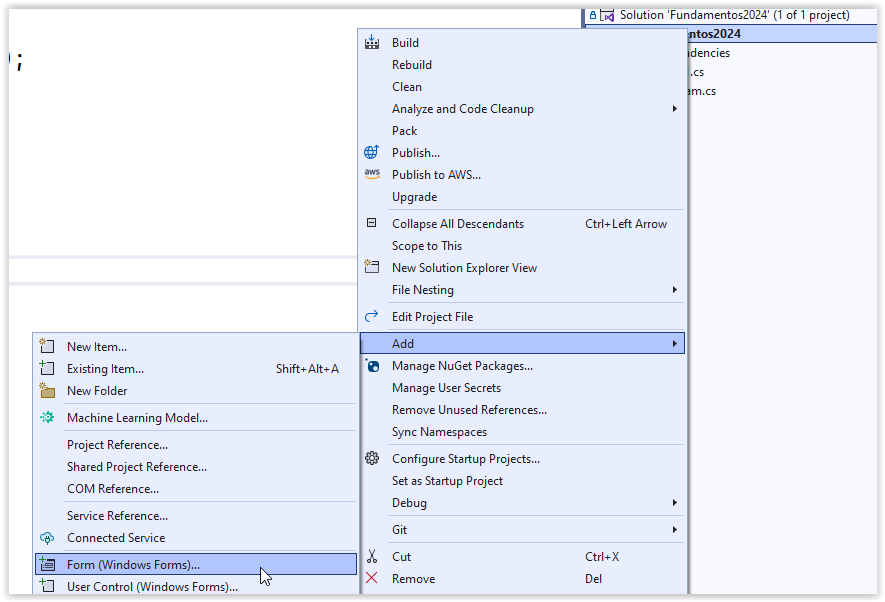 Solution 'Fundamentos2024' (1 of 1 project)
ntos2024
dencies
.cs
am.cs
);
Build
Rebuild
Clean
Analyze and Code Cleanup
Pack
Publish...
aws Publish to AWS...
Upgrade
Collapse All Descendants Ctrl+Left Arrow
Scope to This
New Solution Explorer View
File Nesting
Edit Project File
Add
Manage NuGet Packages...
Manage User Secrets
Remove Unused References...
Sync Namespaces
Configure Startup Projects...
Set as Startup Project
Debug
Git
Cut Ctrl+X
Remove Del
New Item...
Existing Item... Shift+Alt+A
New Folder
Machine Learning Model...
Project Reference...
Shared Project Reference...
COM Reference...
Service Reference...
Connected Service
Form (Windows Forms)...
User Control (Windows Forms)...